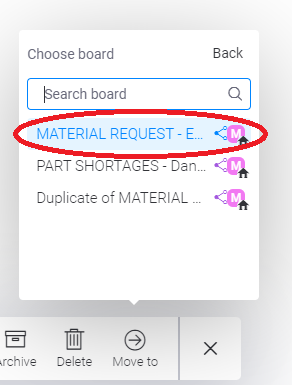 Choose board Back
Search board
MATERIAL REQUEST - E... M
PART SHORTAGES - Dan... M
Duplicate of MATERIAL ... M
Archive Delete Move to